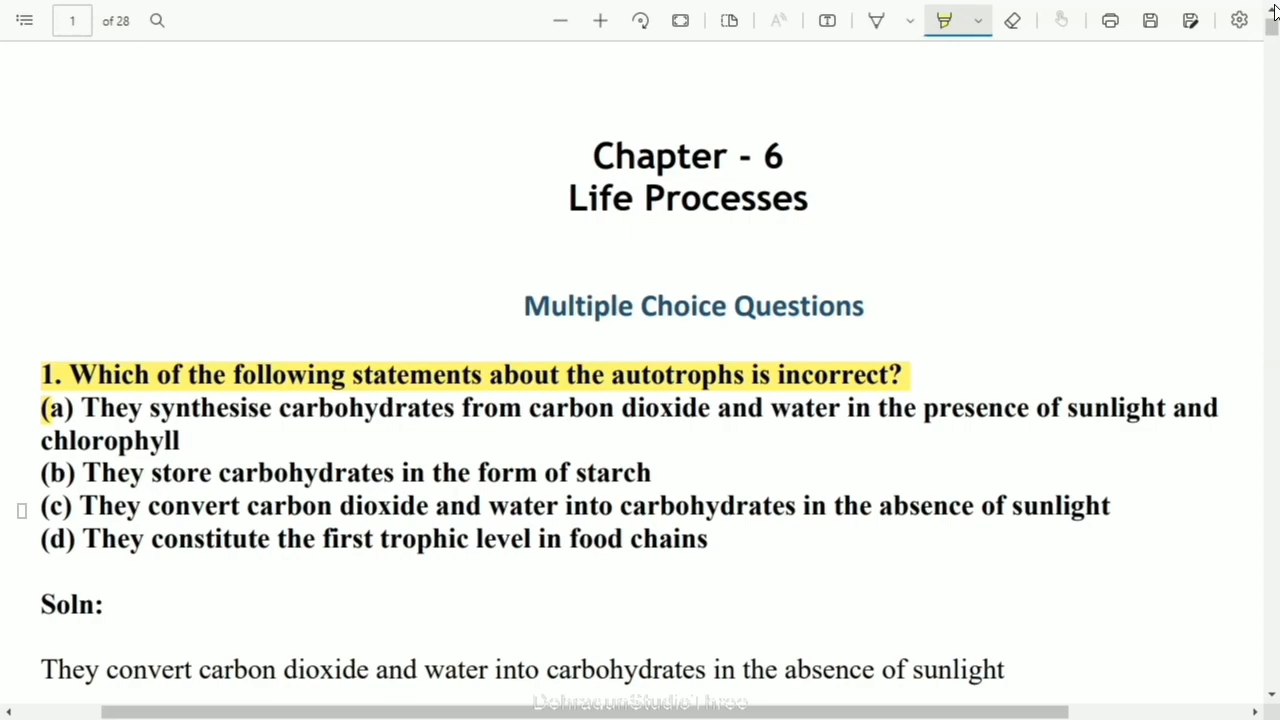 1 of 28
Chapter - 6
Life Processes
Multiple Choice Questions
1. Which of the following statements about the autotrophs is incorrect?
(a) They synthesise carbohydrates from carbon dioxide and water in the presence of sunlight and
chlorophyll
(b) They store carbohydrates in the form of starch
(c) They convert carbon dioxide and water into carbohydrates in the absence of sunlight
(d) They constitute the first trophic level in food chains
Soln:
They convert carbon dioxide and water into carbohydrates in the absence of sunlight